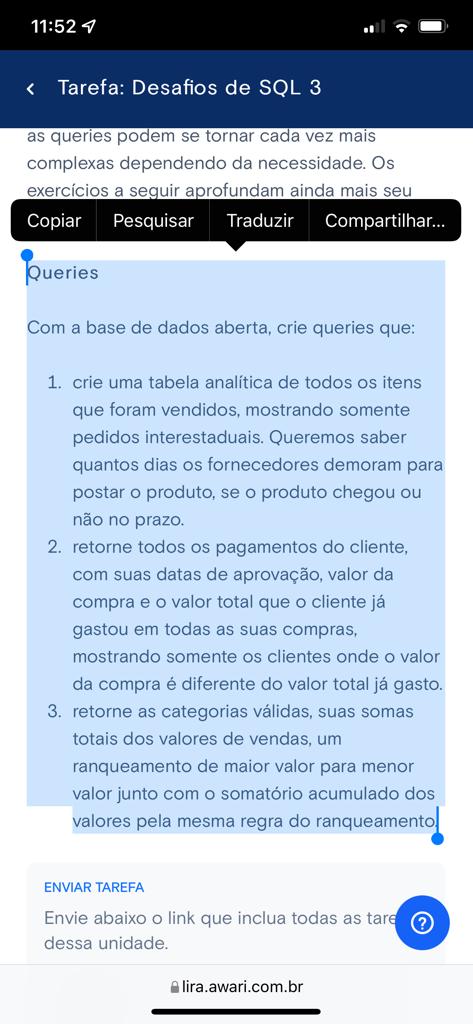 11:52
Tarefa: Desafios de SQL 3
as queries podem se tornar cada vez mais
complexas dependendo da necessidade. Os
exercícios a seguir aprofundam ainda mais seu
Copiar Pesquisar Traduzir Compartilhar...
Queries
Com a base de dados aberta, crie queries que:
1. crie uma tabela analítica de todos os itens
que foram vendidos, mostrando somente
pedidos interestaduais. Queremos saber
quantos dias os fornecedores demoram para
postar o produto, se o produto chegou ou
não no prazo.
2. retorne todos os pagamentos do cliente,
com suas datas de aprovação, valor da
compra e o valor total que o cliente já
gastou em todas as suas compras,
mostrando somente os clientes onde o valor
da compra é diferente do valor total já gasto.
3. retorne as categorias válidas, suas somas
totais dos valores de vendas, um
ranqueamento de maior valor para menor
valor junto com o somatório acumulado dos
valores pela mesma regra do ranqueamento.
ENVIAR TAREFA
Envie abaixo o link que inclua todas as tare
dessa unidade.
lira.awari.com.br